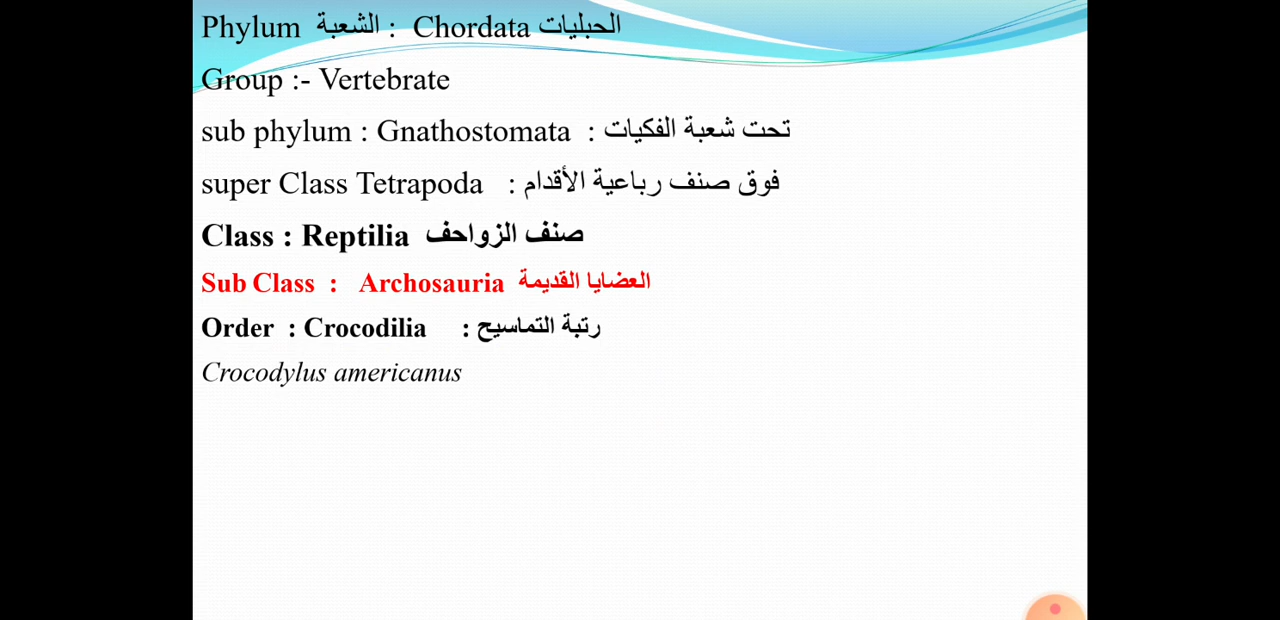 Phylum الشعبة : Chordata الحبليات
Group :- Vertebrate
sub phylum : Gnathostomata : تحت شعبة الفكيات
super Class Tetrapoda : فوق صنف رباعية الأقدام
Class : Reptilia صنف الزواحف
Sub Class : Archosauria العضايا القديمة
Order : Crocodilia : رتبة التماسيح
Crocodylus americanus